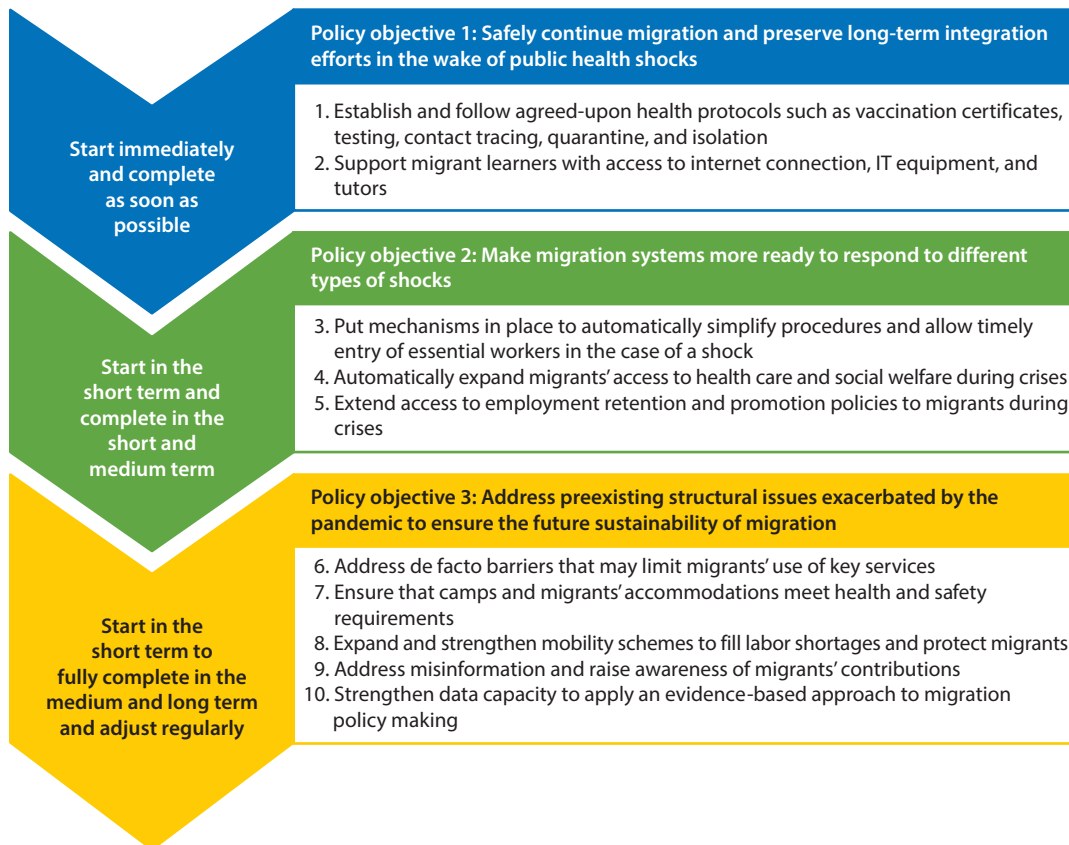 Start immediately
and complete
as soon as
possible
Policy objective 1: Safely continue migration and preserve long-term integration
efforts in the wake of public health shocks
1. Establish and follow agreed-upon health protocols such as vaccination certificates,
testing, contact tracing, quarantine, and isolation
2. Support migrant learners with access to internet connection, IT equipment, and
tutors
Start in the
short term and
complete in the
short and
medium term
Policy objective 2: Make migration systems more ready to respond to different
types of shocks
3. Put mechanisms in place to automatically simplify procedures and allow timely
entry of essential workers in the case of a shock
4. Automatically expand migrants’ access to health care and social welfare during crises
5. Extend access to employment retention and promotion policies to migrants during
crises
Start in the
short term to
fully complete in the
medium and long term
and adjust regularly
Policy objective 3: Address preexisting structural issues exacerbated by the
pandemic to ensure the future sustainability of migration
6. Address de facto barriers that may limit migrants’ use of key services
7. Ensure that camps and migrants’ accommodations meet health and safety
requirements
8. Expand and strengthen mobility schemes to fill labor shortages and protect migrants
9. Address misinformation and raise awareness of migrants’ contributions
10. Strengthen data capacity to apply an evidence-based approach to migration
policy making